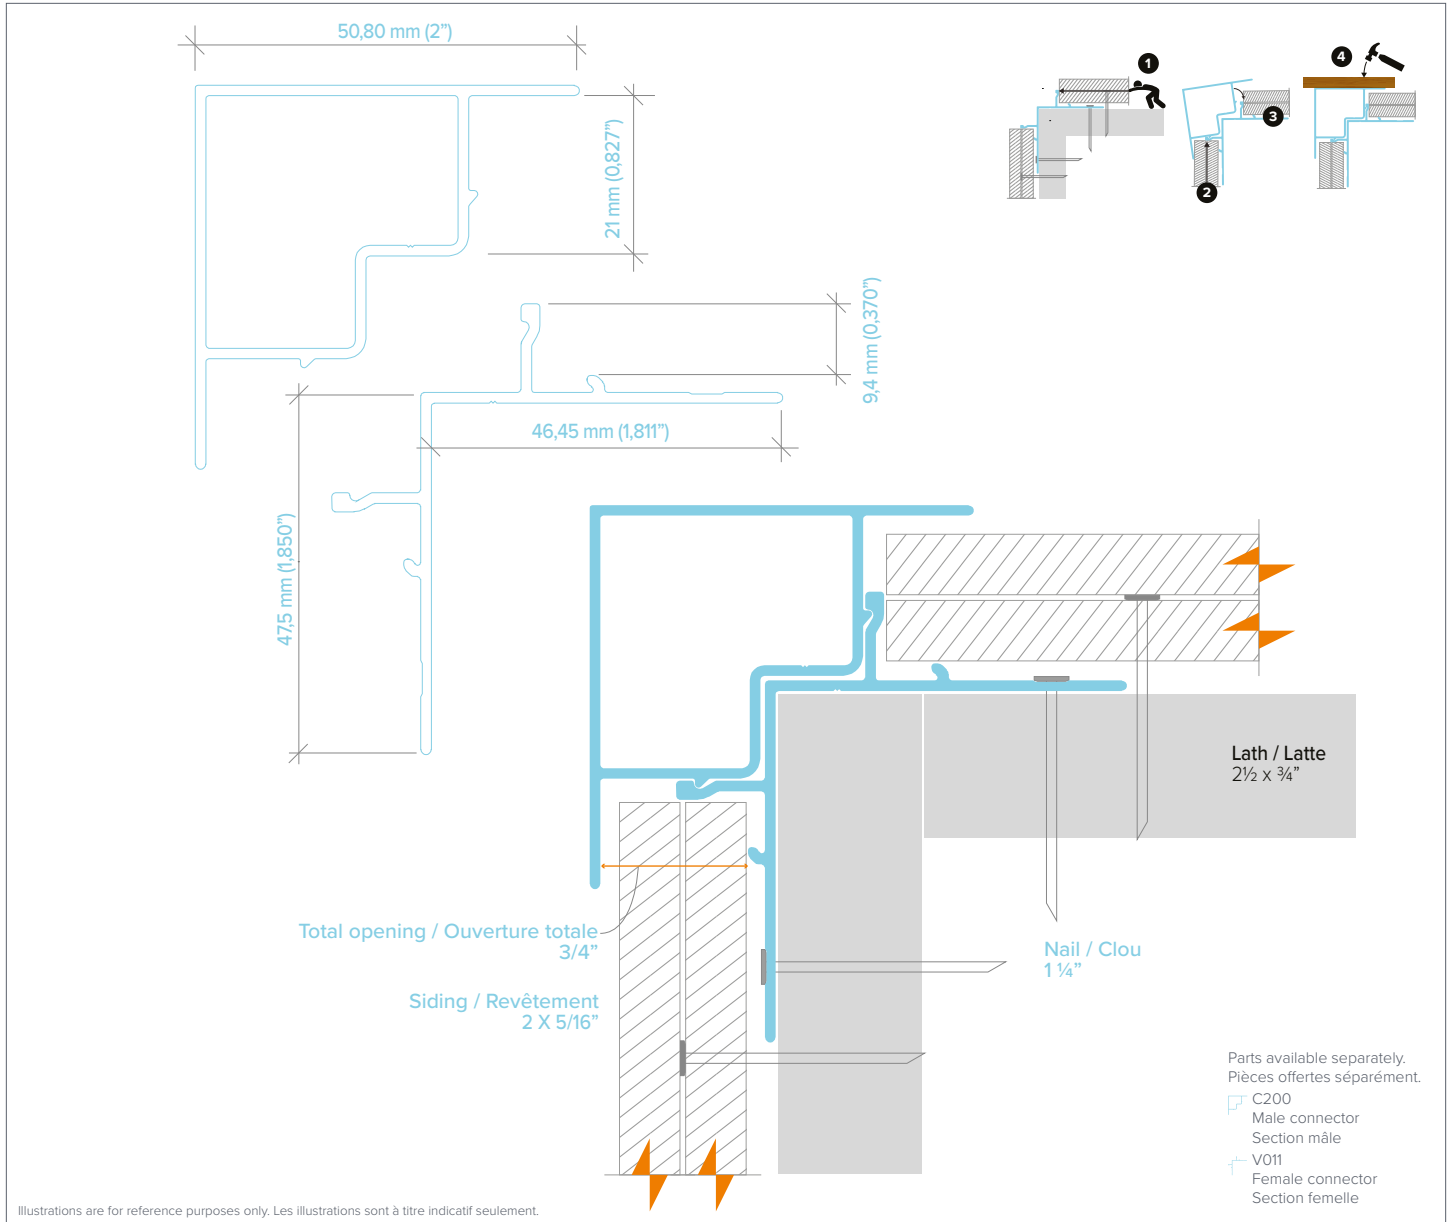 50,80 mm (2”)
1
4
3
2
21 mm (0,827”)
9,4 mm (0,370”)
46,45 mm (1,811”)
47,5 mm (1,850”)
Lath / Latte
2½ x ¾”
Total opening / Ouverture totale
3/4”
Nail / Clou
1 ¼”
Siding / Revêtement
2 X 5/16”
Parts available separately.
Pièces offertes séparément.
C200
Male connector
Section mâle
V011
Female connector
Section femelle
Illustrations are for reference purposes only. Les illustrations sont à titre indicatif seulement.